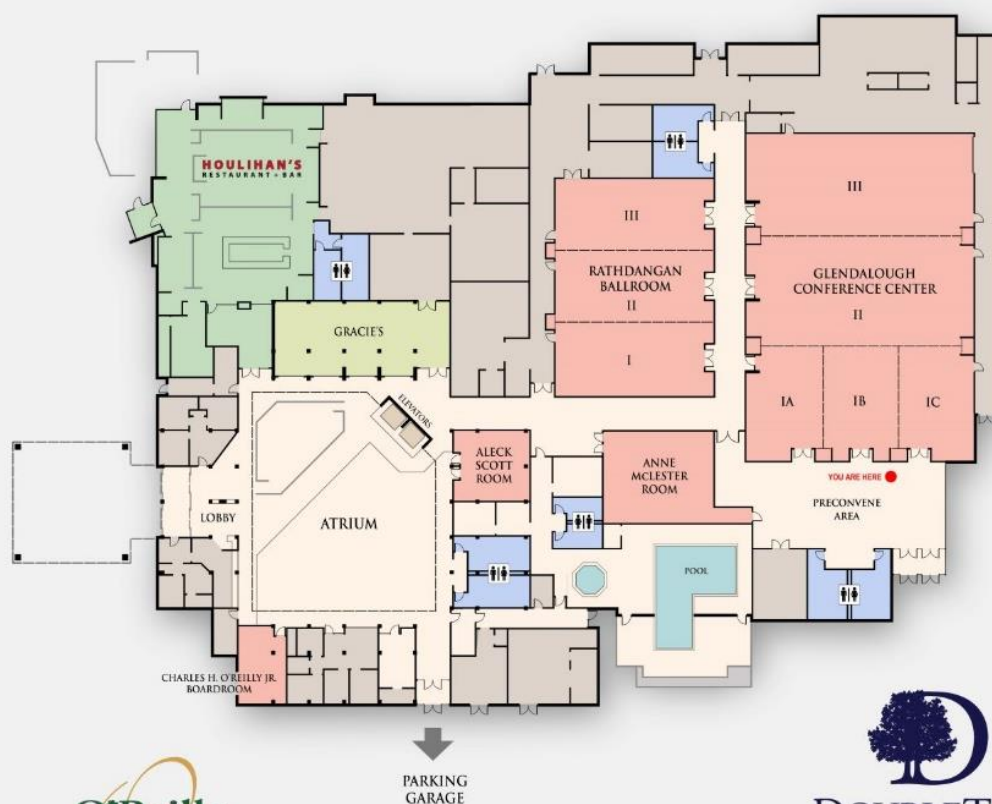 HOULIHAN'S
RESTAURANT + BAR
GRACIE'S
ELEVATORS
III
RATHDANGAN
BALLROOM
II
I
III
GLENDALOUGH
CONFERENCE CENTER
II
IA
IB
IC
ALECK
SCOTT
ROOM
ANNE
MCLESTER
ROOM
YOU ARE HERE
PRECONVENE
AREA
LOBBY
ATRIUM
POOL
CHARLES H. O'REILLY JR.
BOARDROOM
PARKING
GARAGE
D